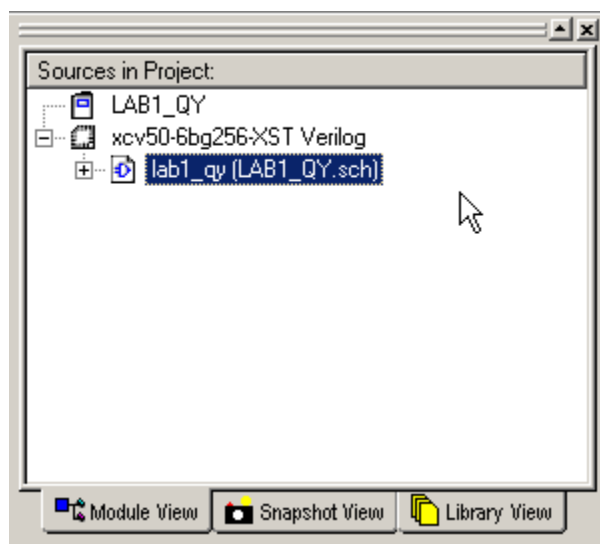 Sources in Project:
LAB1_QY
xcv50-6bg256-XST Verilog
lab1_qy (LAB1_QY.sch)
Module View Snapshot View Library View